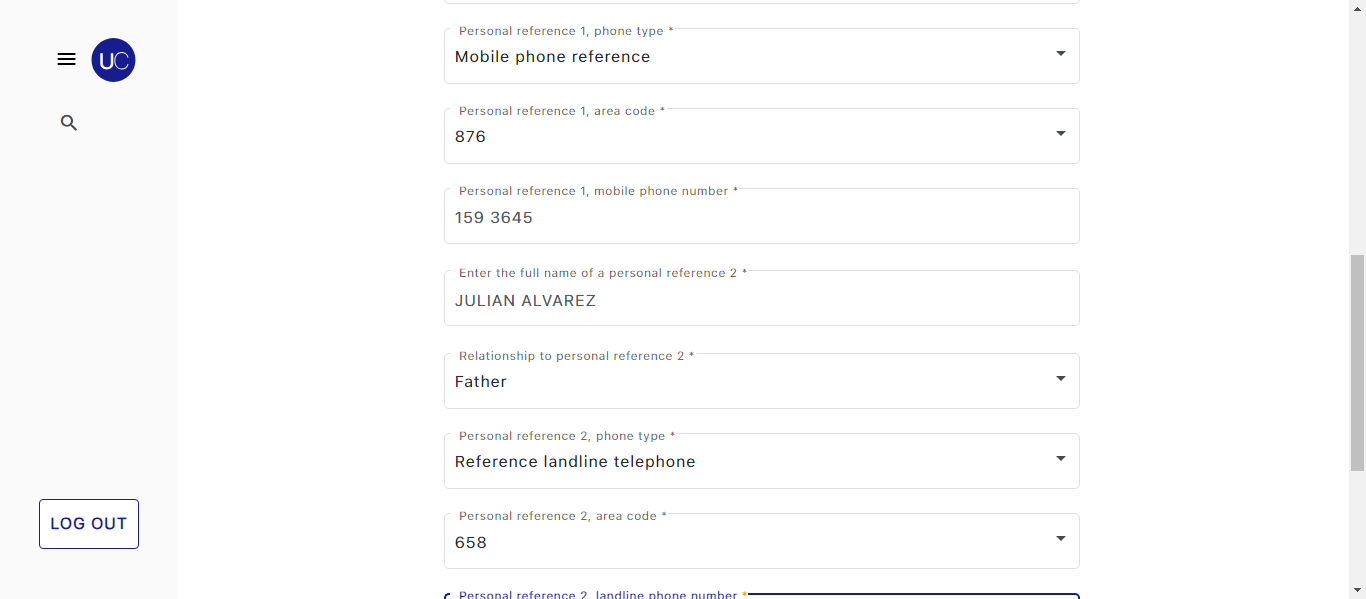 UC
LOG OUT
Personal reference 1, phone type *
Mobile phone reference
Personal reference 1, area code *
876
Personal reference 1, mobile phone number *
159 3645
Enter the full name of a personal reference 2 *
JULIAN ALVAREZ
Relationship to personal reference 2 *
Father
Personal reference 2, phone type *
Reference landline telephone
Personal reference 2, area code *
658
Personal reference 2, landline phone number *